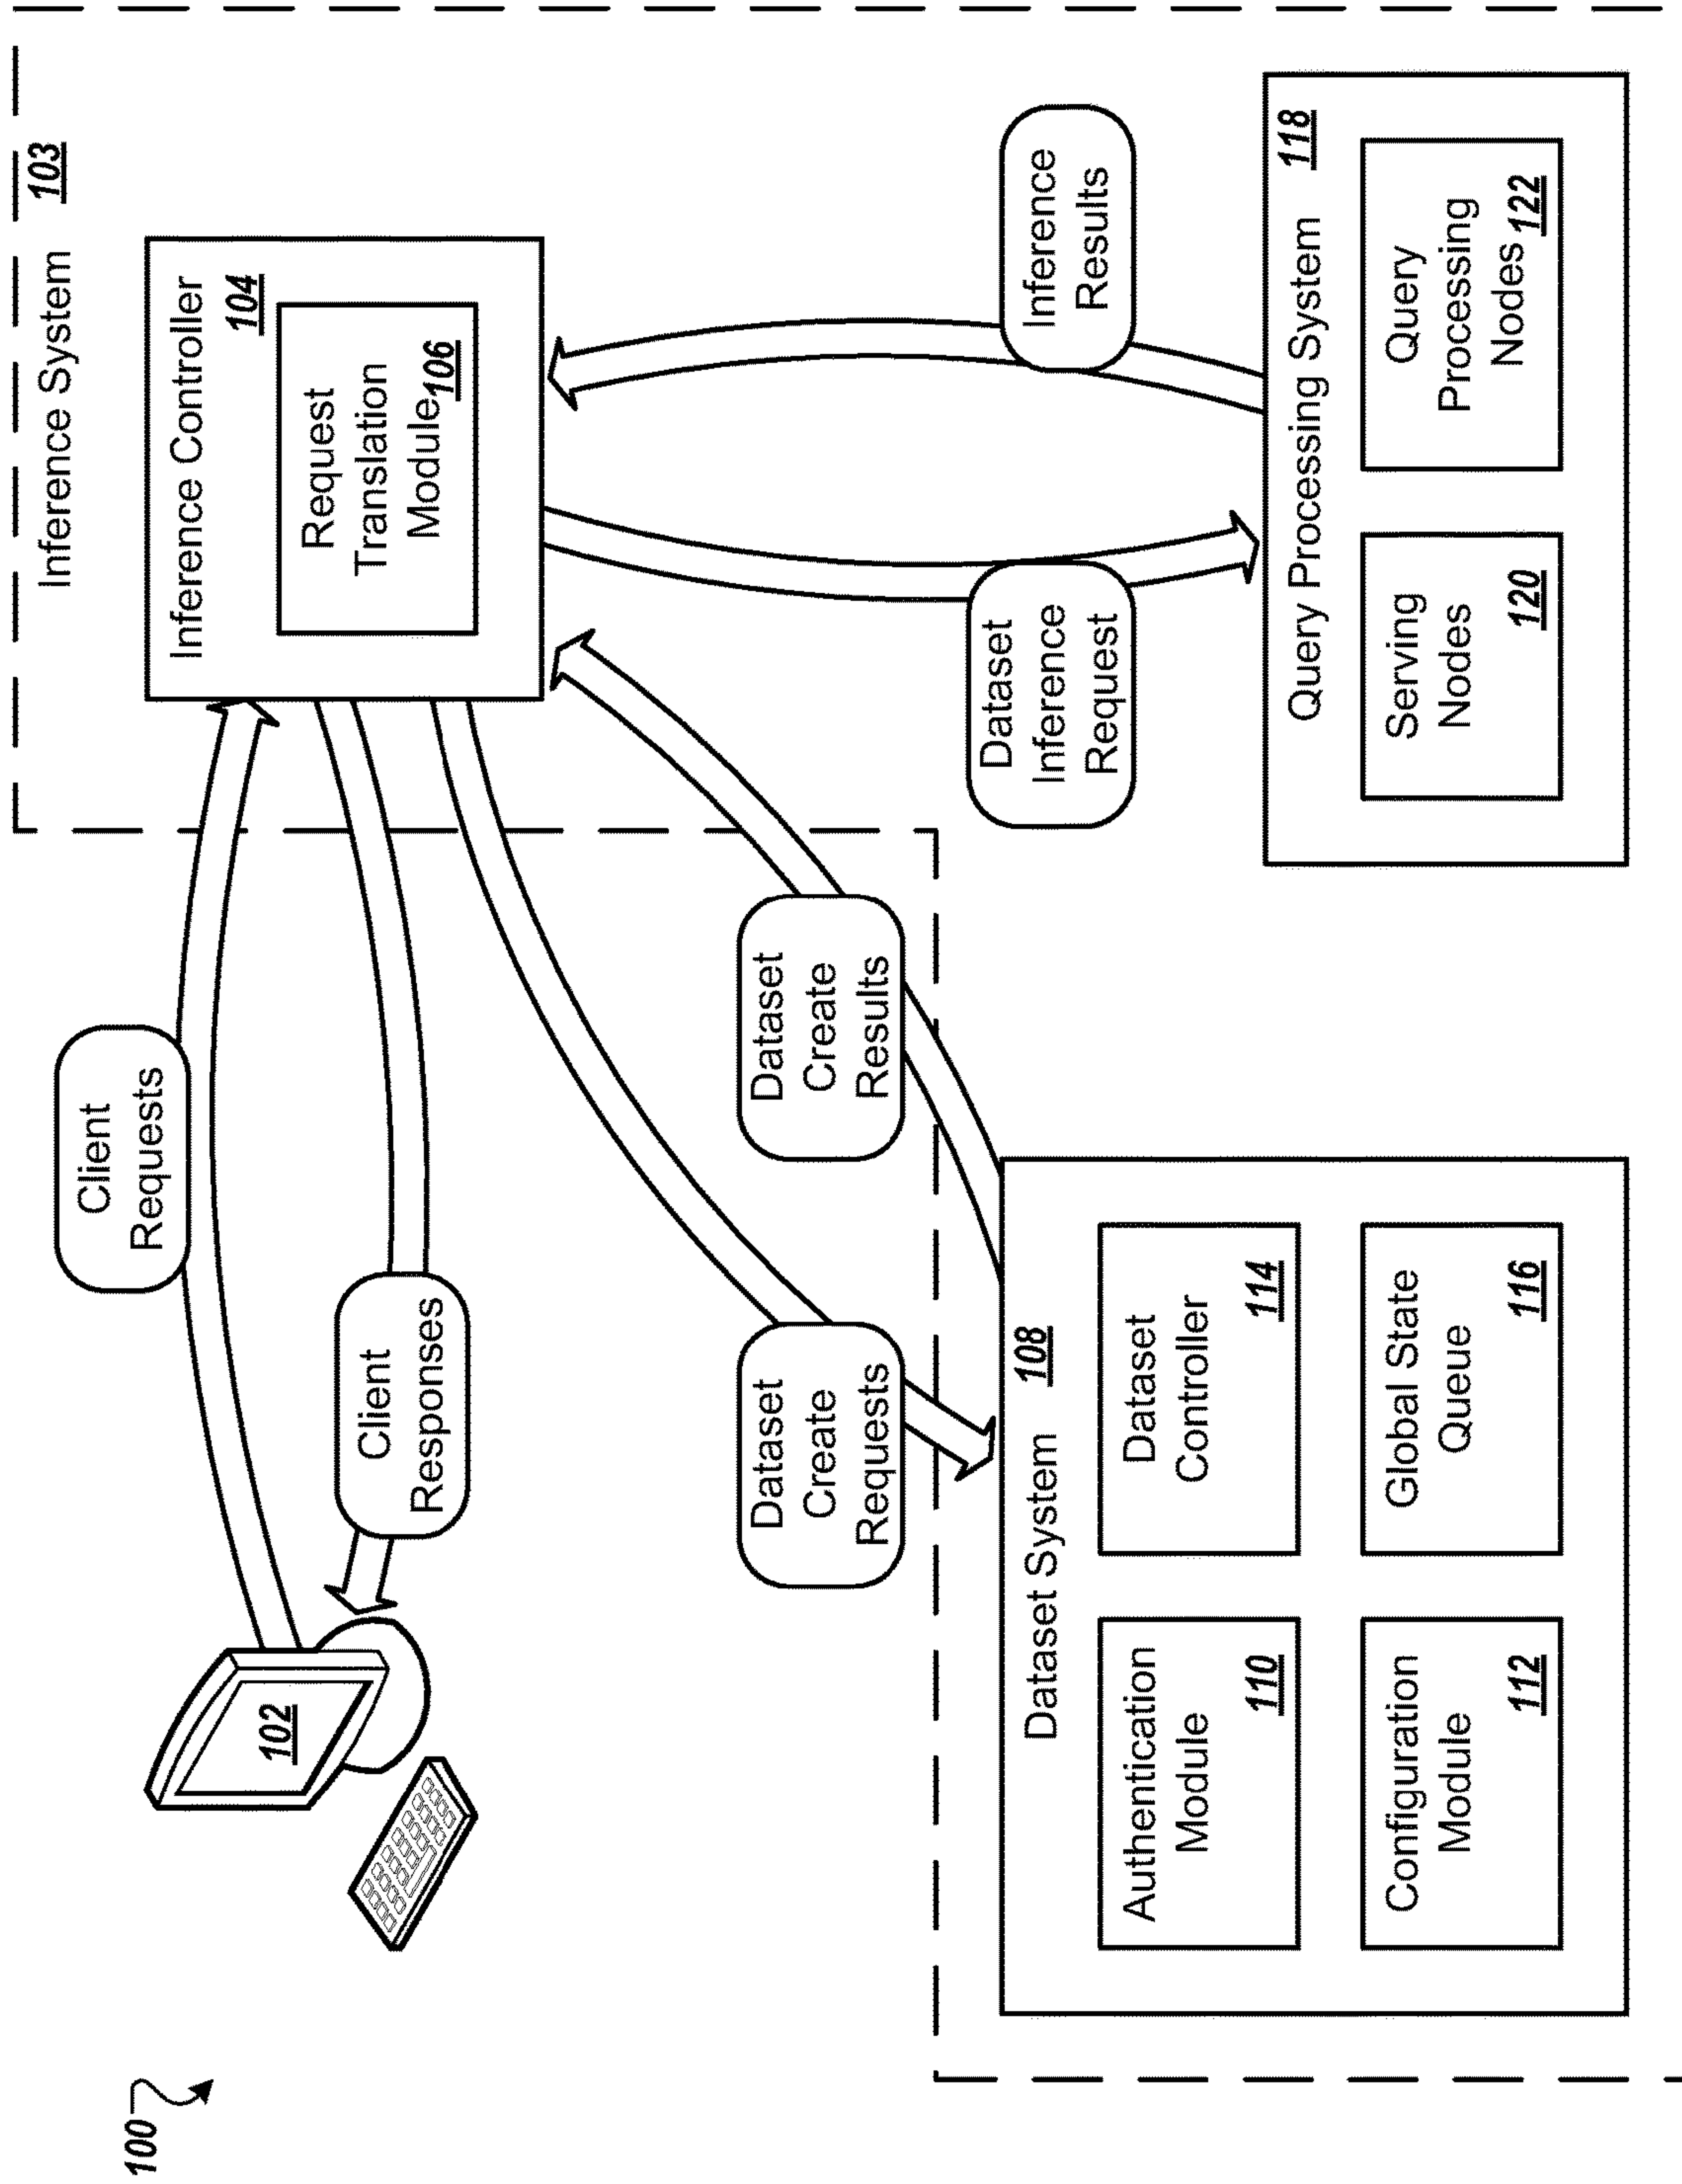 100
102
Client
Requests
Client
Responses
Inference System 103
Inference Controller
104
Request
Translation
Module 106
Dataset
Create
Requests
Dataset
Create
Results
Dataset
Inference
Request
Inference
Results
Dataset System 108
Authentication
Module
110
Dataset
Controller
114
Configuration
Module
112
Global State
Queue
116
Query Processing System 118
Serving
Nodes
120
Query
Processing
Nodes 122